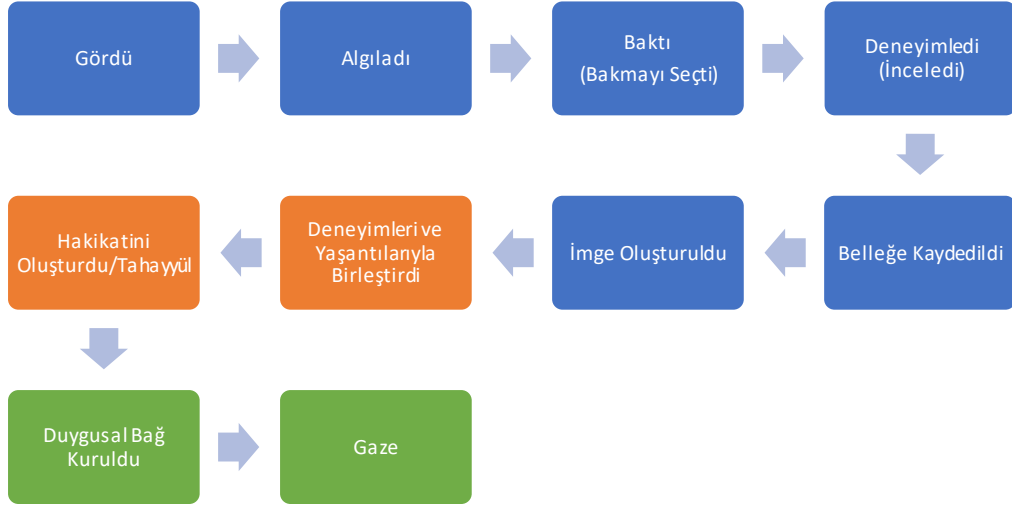 Gördü
Algıladı
Baktı
(Bakmayı Seçti)
Deneyimledi
(İnceledi)
Belleğe Kaydedildi
İmge Oluşturuldu
Deneyimleri ve
Yaşantılarıyla
Birleştirdi
Hakikatini
Oluşturdu/Tahayyül
Duygusal Bağ
Kuruldu
Gaze